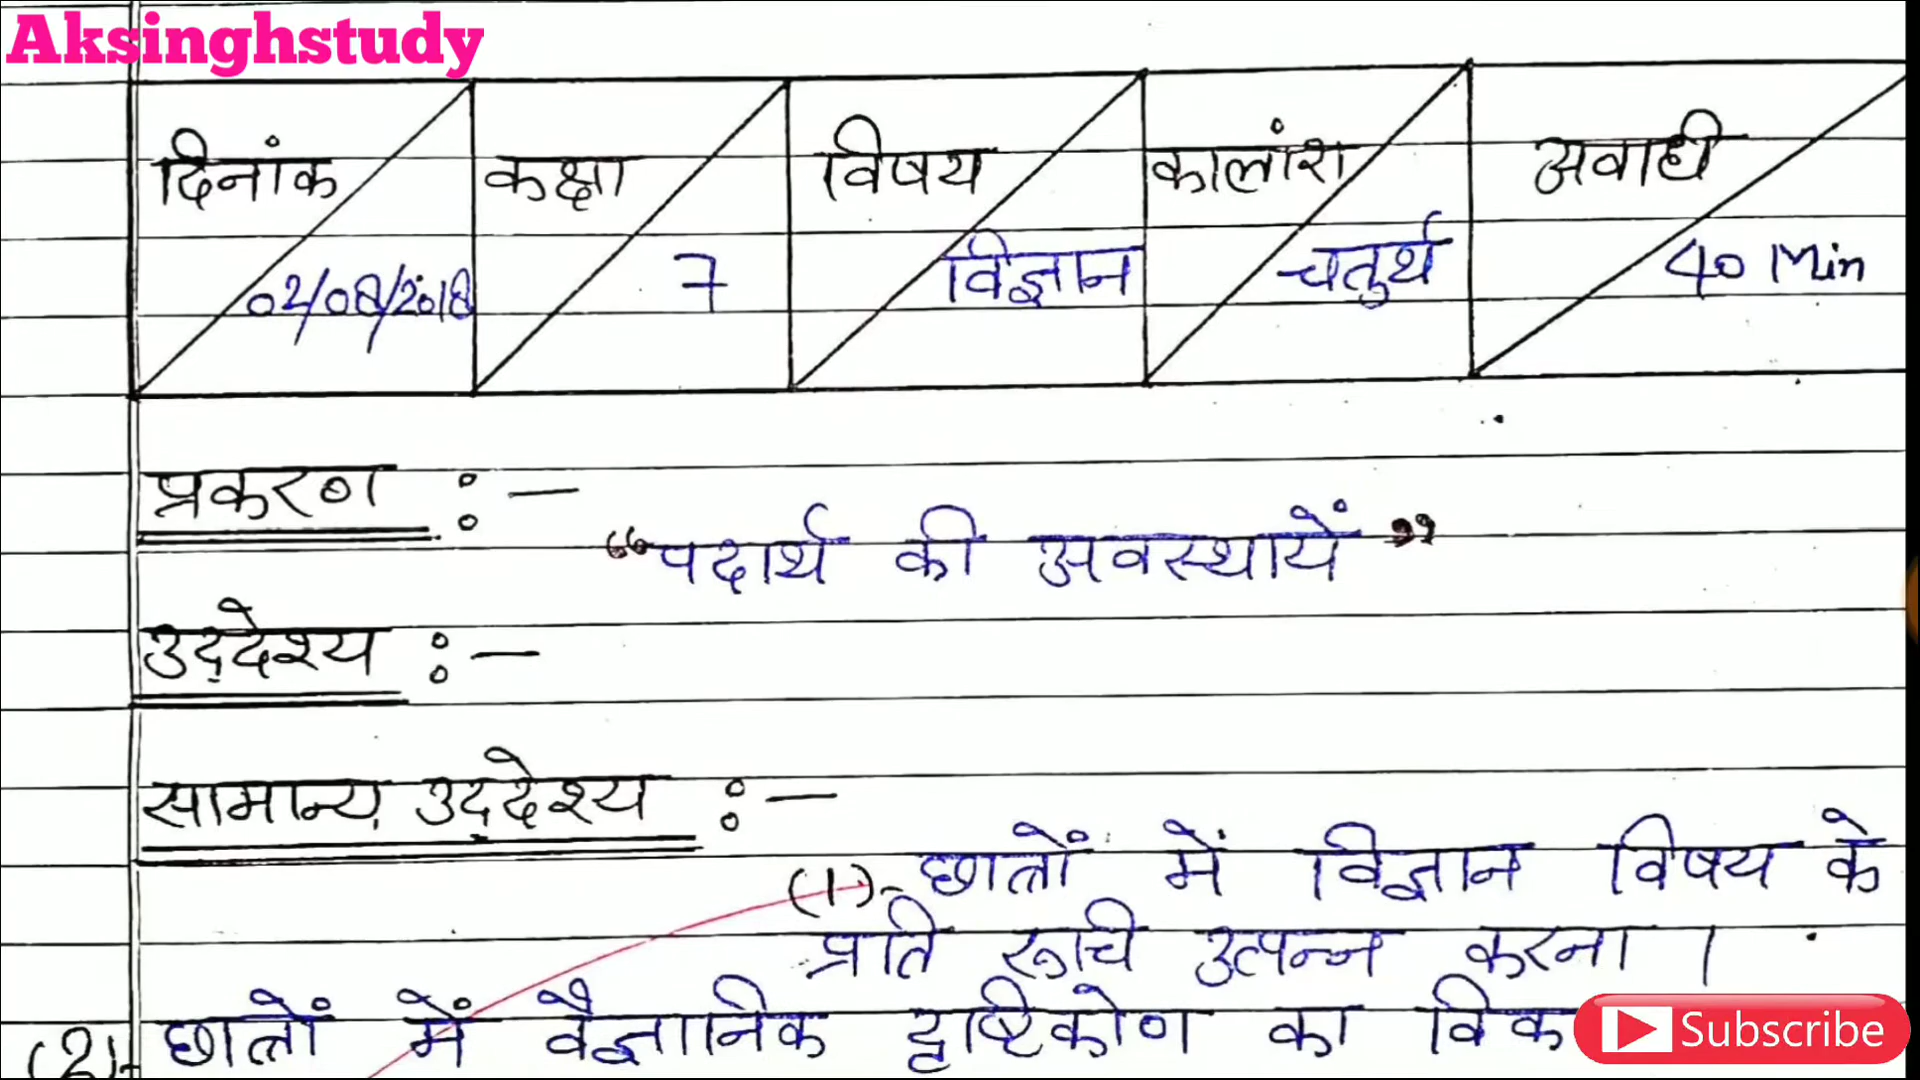 Aksinghstudy
दिनांक कक्षा विषय कालांश अवधि
02/08/2018 7 विज्ञान चतुर्थ 40 Min
प्रकरण :-
"पदार्थ की अवस्थायें"
उद्देश्य :-
सामान्य उद्देश्य :-
(1)- छात्रों में विज्ञान विषय के
प्रति रूचि उत्पन्न करना ।
(2)- छात्रों में वैज्ञानिक दृष्टिकोण का विक
Subscribe